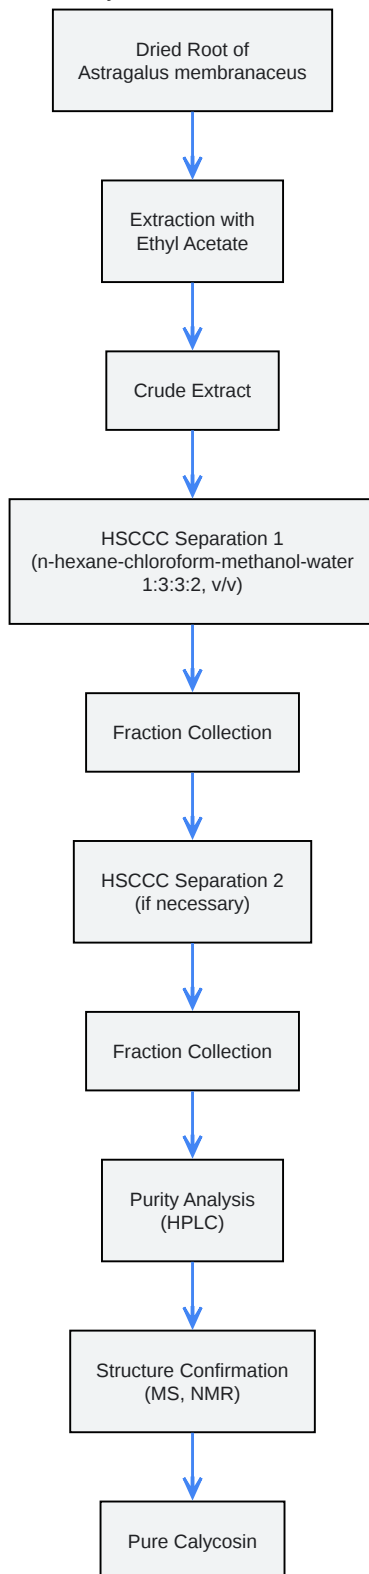 Dried Root of
Astragalus membranaceus
Extraction with
Ethyl Acetate
Crude Extract
HSCCC Separation 1
(n-hexane-chloroform-methanol-water
1:3:3:2, v/v)
Fraction Collection
HSCCC Separation 2
(if necessary)
Fraction Collection
Purity Analysis
(HPLC)
Structure Confirmation
(MS, NMR)
Pure Calycosin